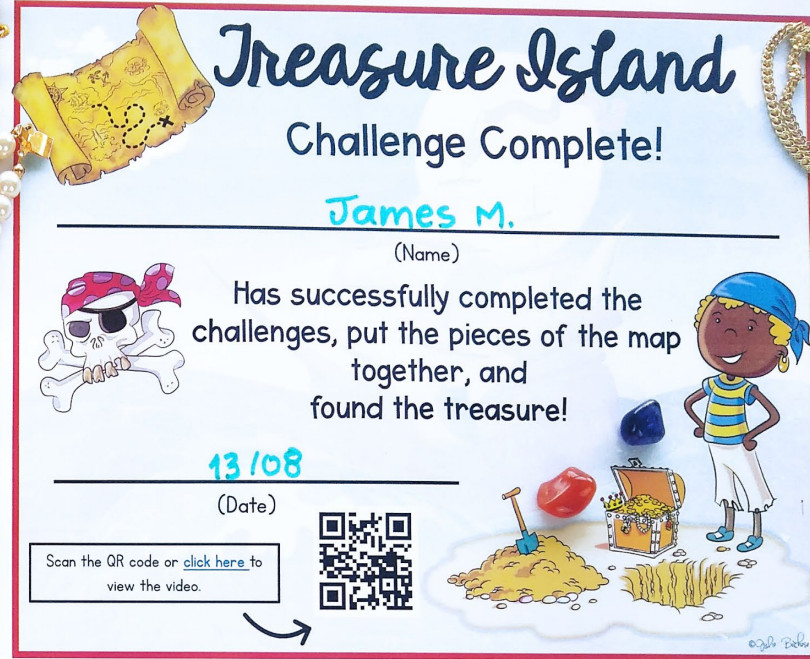 Treasure Island
Challenge Complete!
James M.
(Name)
Has successfully completed the
challenges, put the pieces of the map
together, and
found the treasure!
13/08
(Date)
Scan the QR code or click here to
view the video.